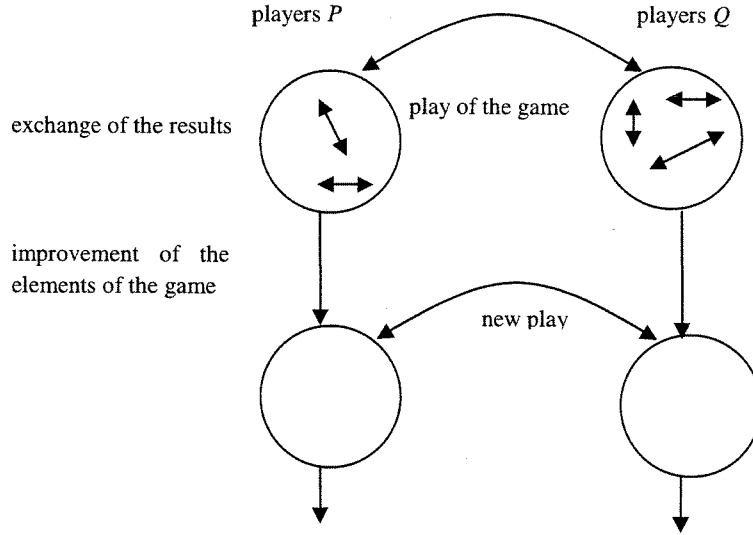 players P
players Q
play of the game
exchange of the results
improvement of the
elements of the game
new play